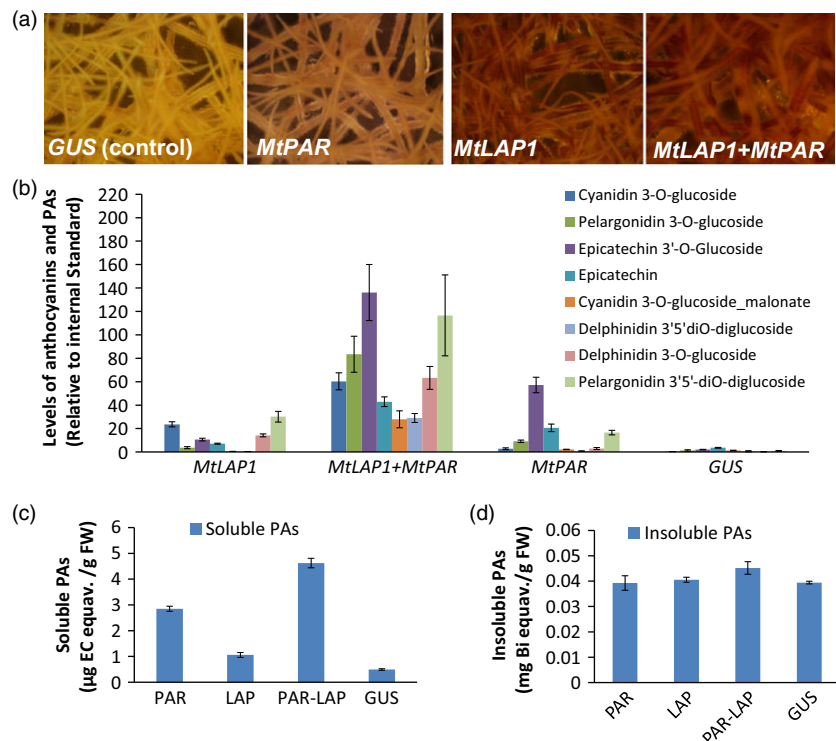 (a)
GUS (control)
MtPAR
MtLAP1
MtLAP1+MtPAR
(b)
Levels of anthocyanins and PAs
(Relative to internal Standard)
220
200
180
160
140
120
100
80
60
40
20
0
Cyanidin 3-O-glucoside
Pelargonidin 3-O-glucoside
Epicatechin 3'-O-Glucoside
Epicatechin
Cyanidin 3-O-glucoside_malonate
Delphinidin 3'5'diO-diglucoside
Delphinidin 3-O-glucoside
Pelargonidin 3'5'-diO-diglucoside
MtLAP1
MtLAP1+MtPAR
MtPAR
GUS
(c)
Soluble PAs
(µg EC equav./g FW)
6
5
4
3
2
1
0
Soluble PAs
PAR
LAP
PAR-LAP
GUS
(d)
Insoluble PAs
(mg Bi equav./g FW)
0.06
0.05
0.04
0.03
0.02
0.01
0
Insoluble PAs
PAR
LAP
PAR-LAP
GUS